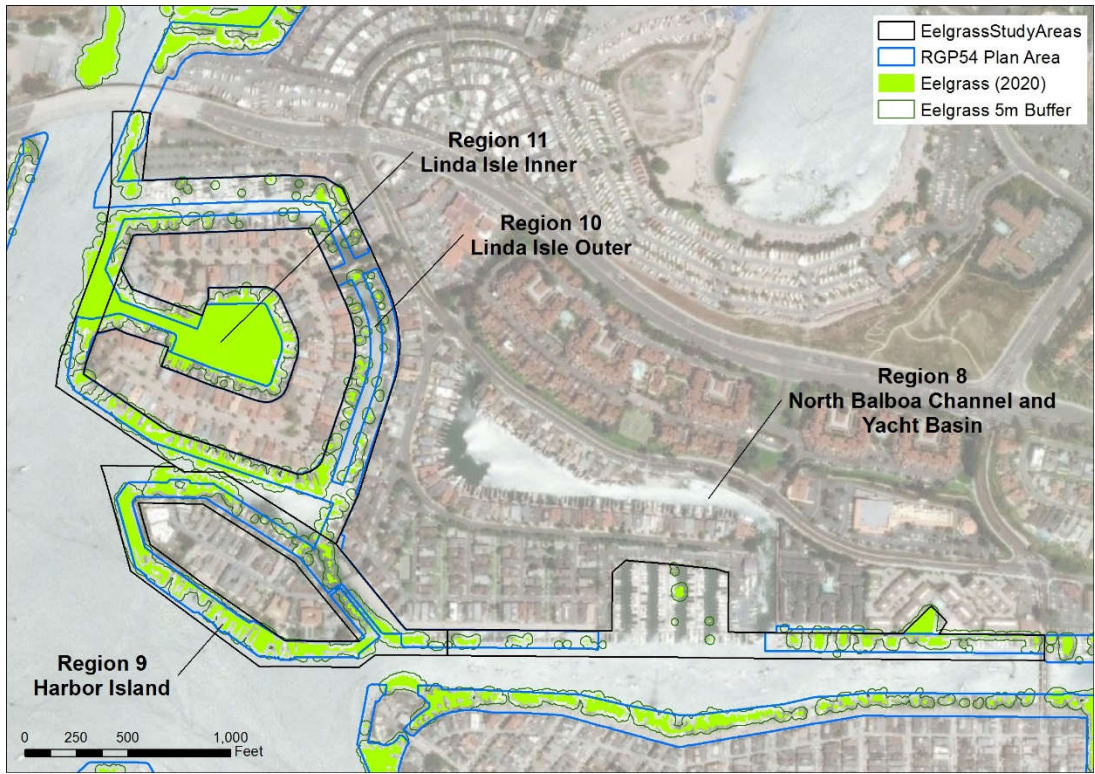 EelgrassStudyAreas
RGP54 Plan Area
Eelgrass (2020)
Eelgrass 5m Buffer
Region 11
Linda Isle Inner
Region 10
Linda Isle Outer
Region 8
North Balboa Channel and
Yacht Basin
Region 9
Harbor Island
0 250 500 1,000
Feet